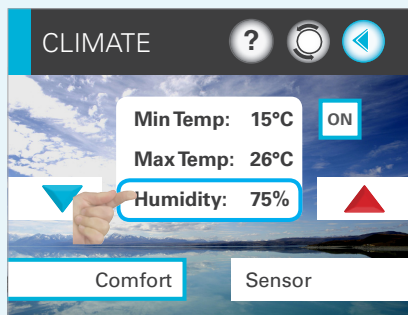 CLIMATE ?
Min Temp: 15°C ON
Max Temp: 26°C
Humidity: 75%
Comfort Sensor